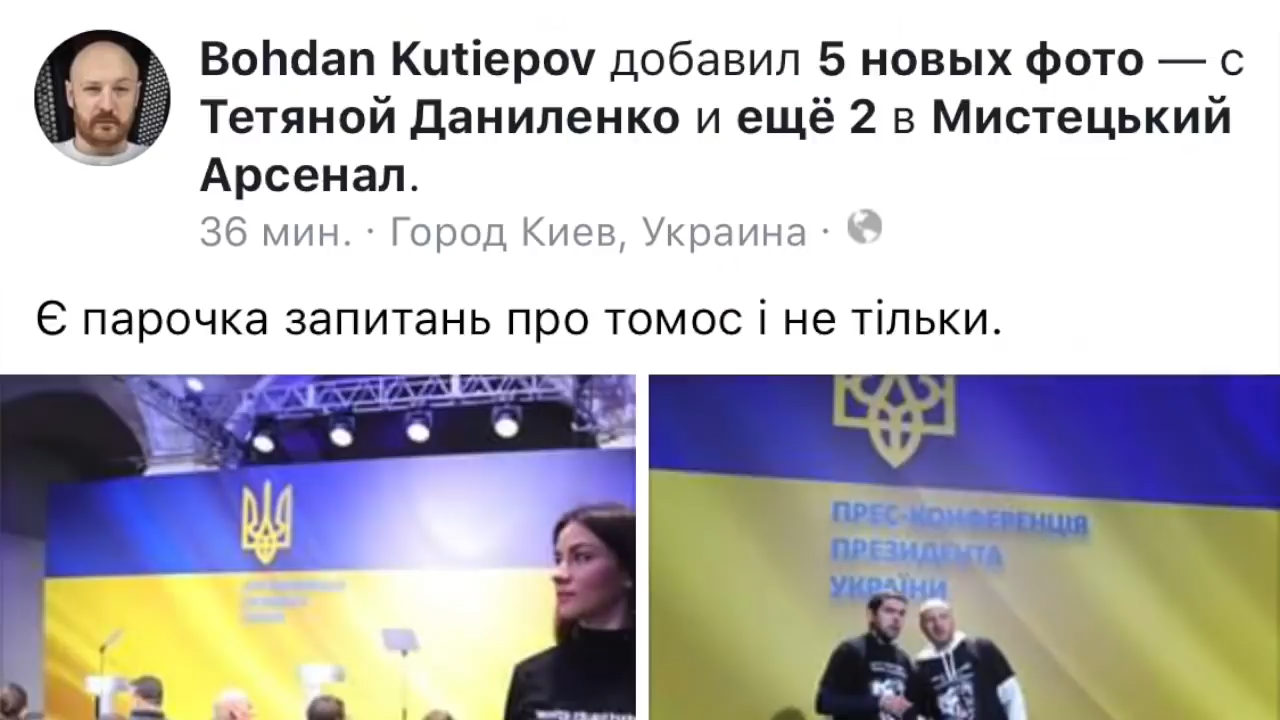 Bohdan Kutiepov добавил 5 новых фото — с
Тетяной Даниленко и ещё 2 в Мистецький
Арсенал.
36 мин. · Город Киев, Украина ·
Є парочка запитань про томос і не тільки.
ПРЕС-КОНФЕРЕНЦІЯ
ПРЕЗИДЕНТА
УКРАЇНИ